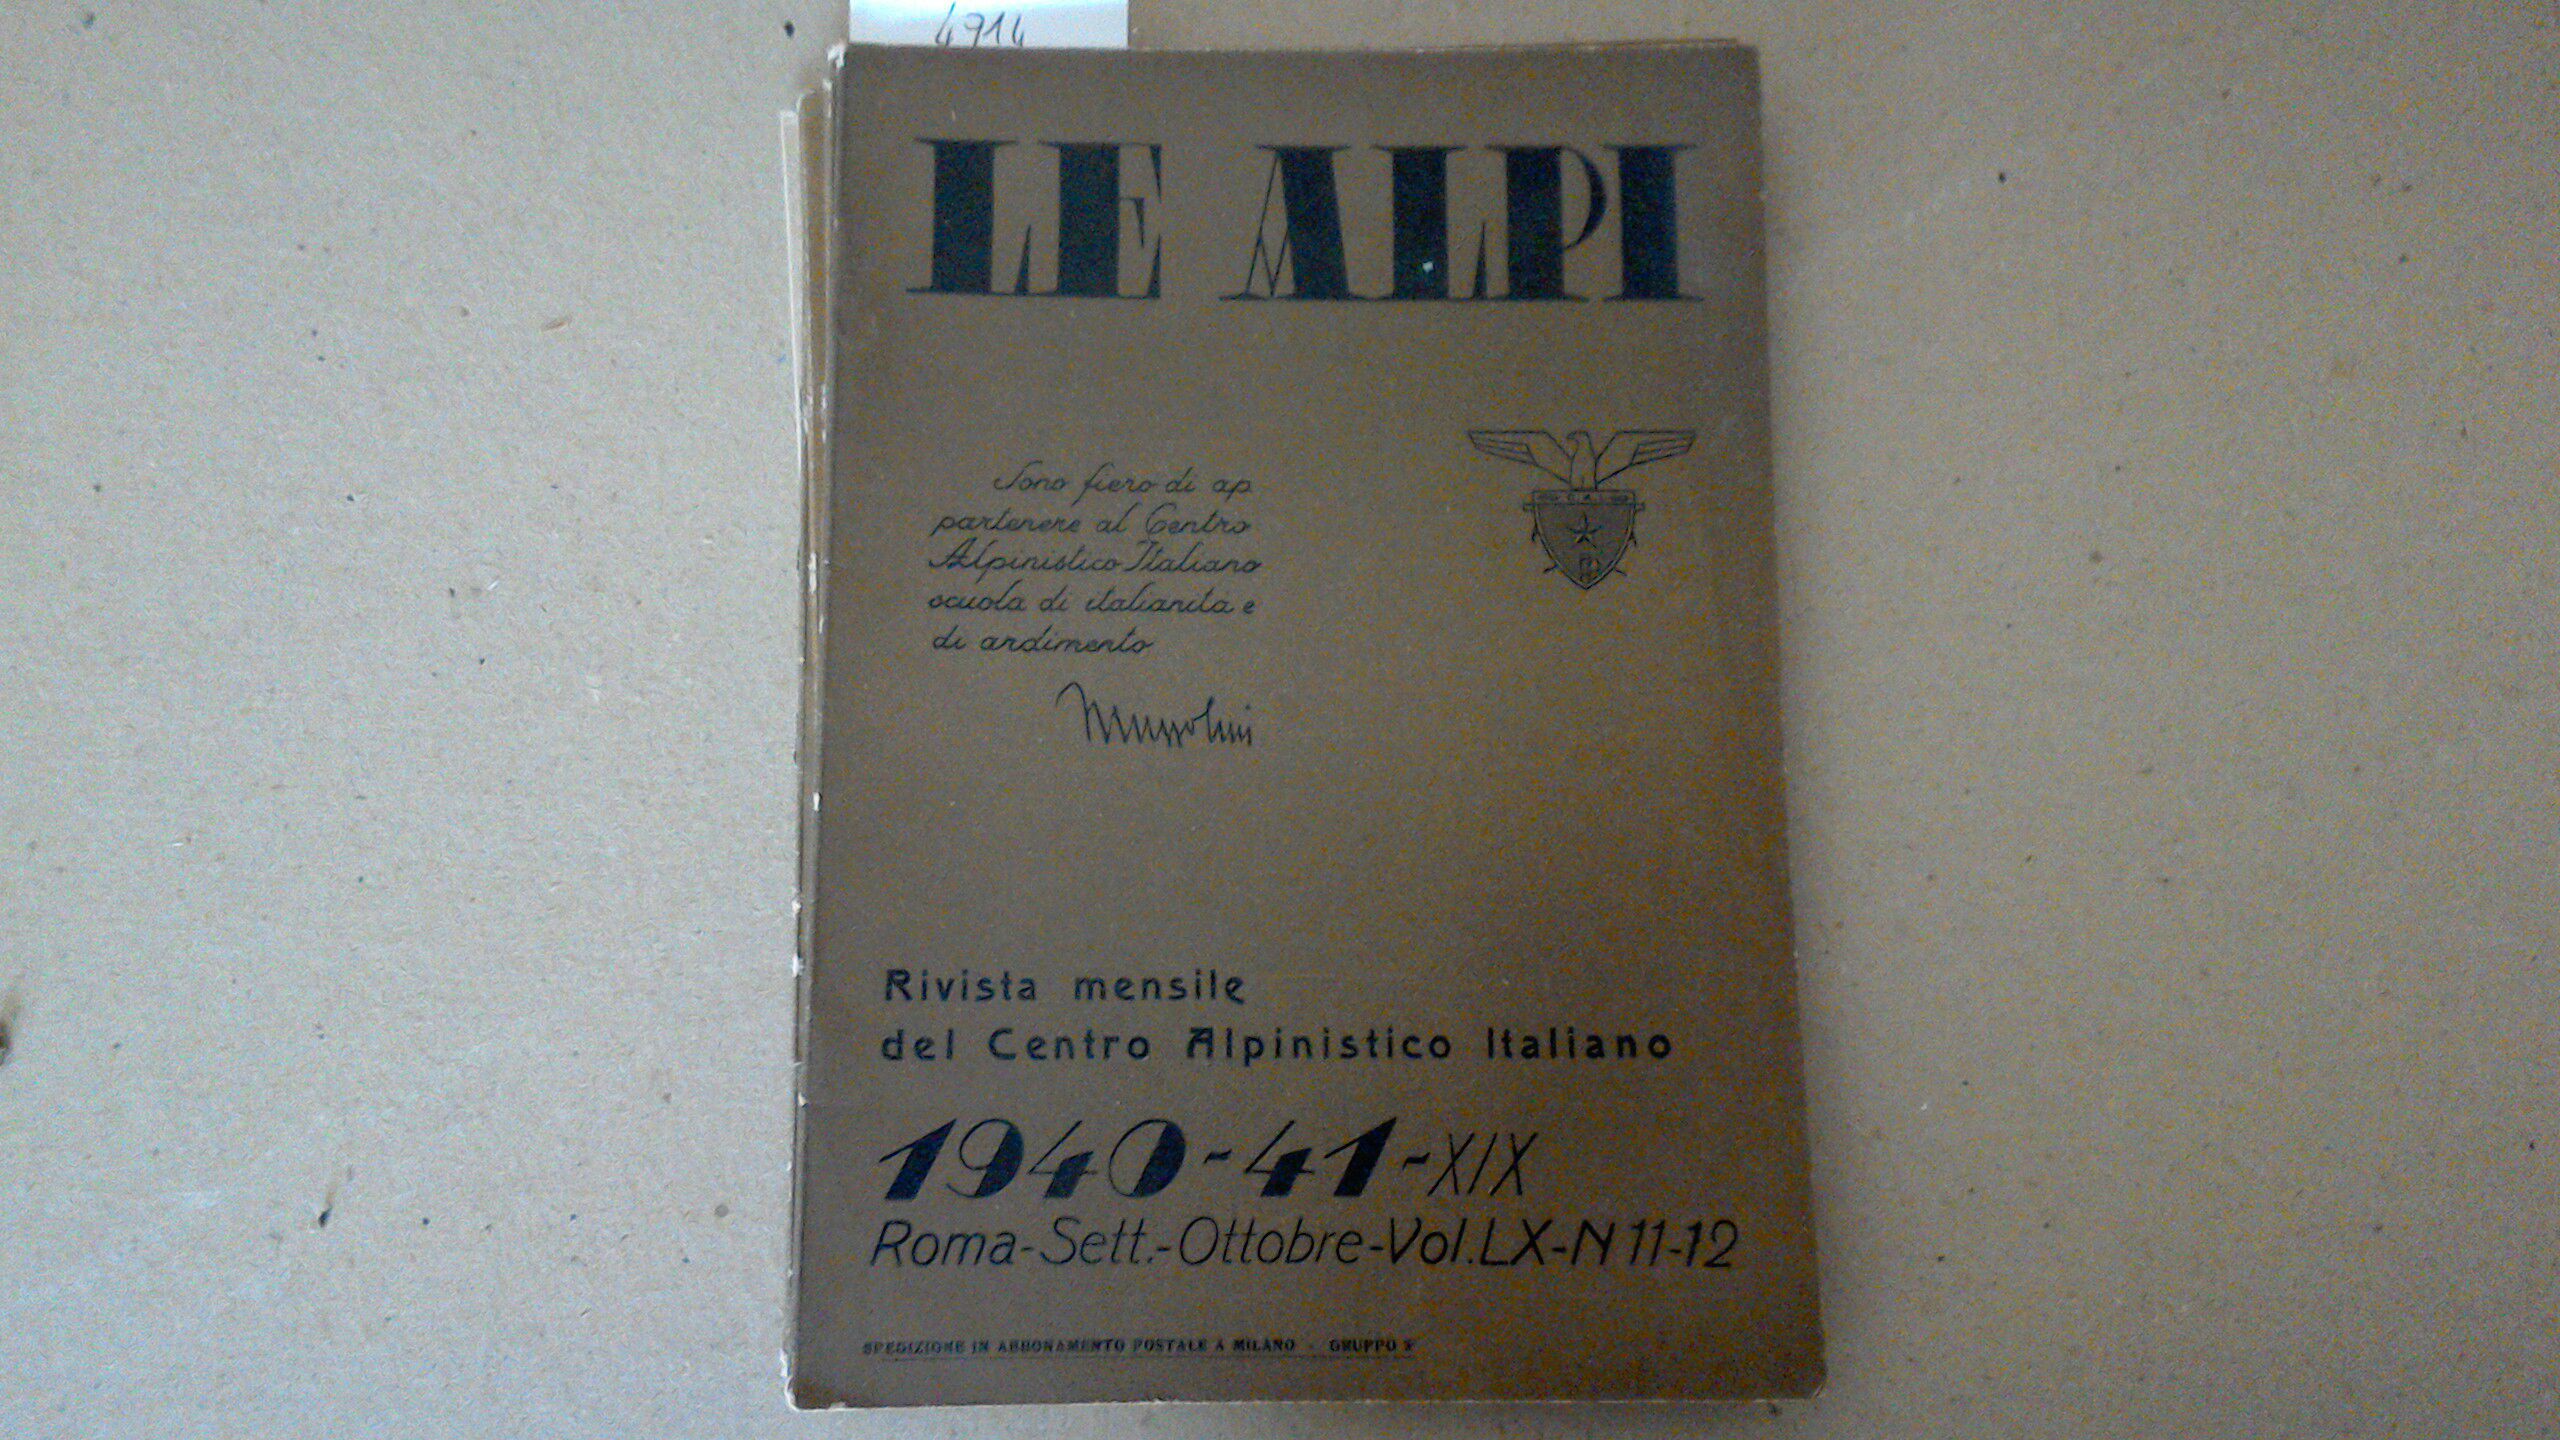 4914
LE ALPI
Sono fiero di ap
partenere al Centro
Alpinistico Italiano
scuola di italianita e
di ardimento
Mussolini
C.A.I.
Rivista mensile
del Centro Alpinistico Italiano
1940-41-XIX
Roma-Sett.-Ottobre-Vol.LX-N 11-12
SPEDIZIONE IN ABBONAMENTO POSTALE A MILANO - GRUPPO